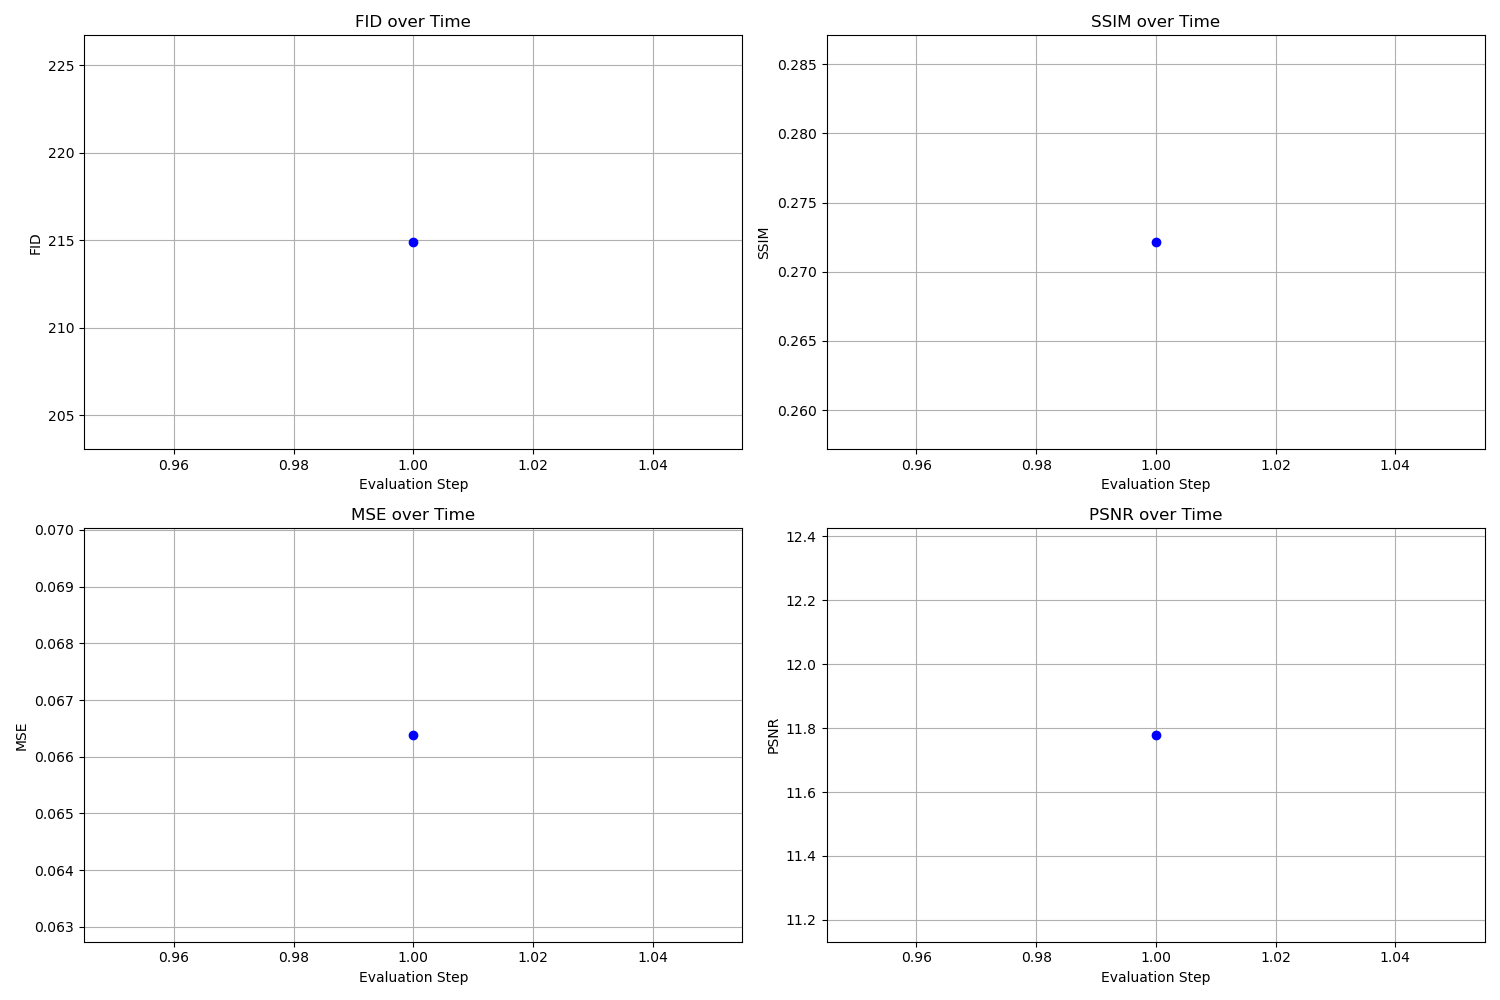 FID over Time
FID
225
220
215
210
205
0.96 0.98 1.00 1.02 1.04
Evaluation Step
SSIM over Time
SSIM
0.285
0.280
0.275
0.270
0.265
0.260
0.96 0.98 1.00 1.02 1.04
Evaluation Step
MSE over Time
MSE
0.070
0.069
0.068
0.067
0.066
0.065
0.064
0.063
0.96 0.98 1.00 1.02 1.04
Evaluation Step
PSNR over Time
PSNR
12.4
12.2
12.0
11.8
11.6
11.4
11.2
0.96 0.98 1.00 1.02 1.04
Evaluation Step